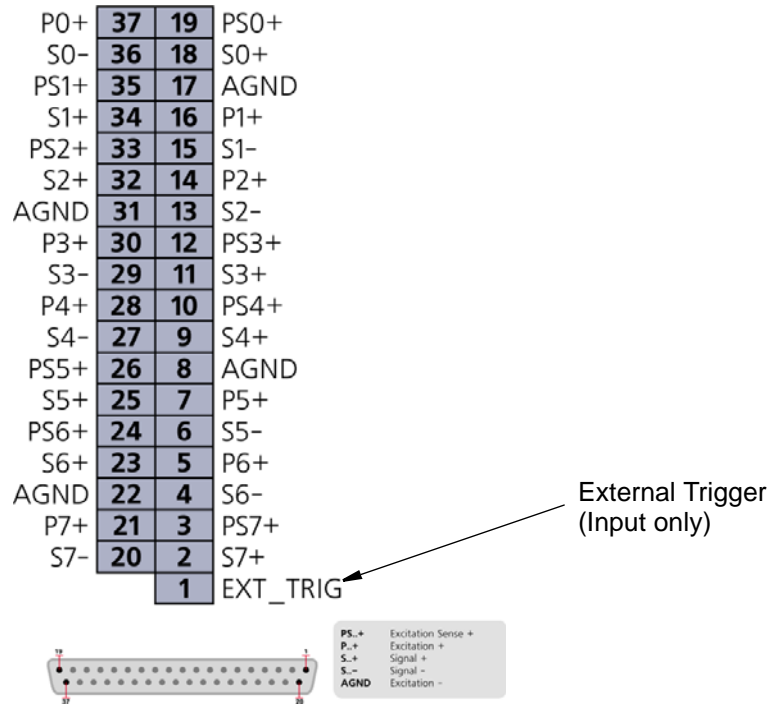 P0+ 37 19 PS0+
S0- 36 18 S0+
PS1+ 35 17 AGND
S1+ 34 16 P1+
PS2+ 33 15 S1-
S2+ 32 14 P2+
AGND 31 13 S2-
P3+ 30 12 PS3+
S3- 29 11 S3+
P4+ 28 10 PS4+
S4- 27 9 S4+
PS5+ 26 8 AGND
S5+ 25 7 P5+
PS6+ 24 6 S5-
S6+ 23 5 P6+
AGND 22 4 S6-
P7+ 21 3 PS7+
S7- 20 2 S7+
1 EXT_TRIG
External Trigger
(Input only)
19 1
37 20
PS..+ Excitation Sense +
P..+ Excitation +
S..+ Signal +
S..- Signal -
AGND Excitation -